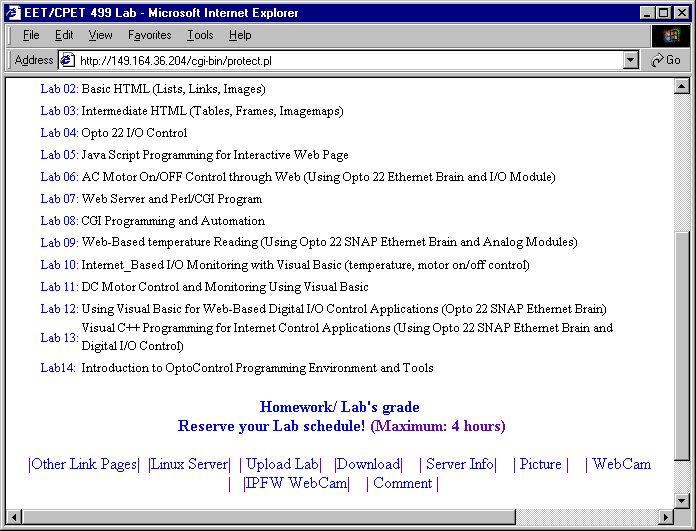 EET/CPET 499 Lab - Microsoft Internet Explorer
File Edit View Favorites Tools Help
Address http://149.164.36.204/cgi-bin/protect.pl Go
Lab 02: Basic HTML (Lists, Links, Images)
Lab 03: Intermediate HTML (Tables, Frames, Imagemaps)
Lab 04: Opto 22 I/O Control
Lab 05: Java Script Programming for Interactive Web Page
Lab 06: AC Motor On/OFF Control through Web (Using Opto 22 Ethernet Brain and I/O Module)
Lab 07: Web Server and Perl/CGI Program
Lab 08: CGI Programming and Automation
Lab 09: Web-Based temperature Reading (Using Opto 22 SNAP Ethernet Brain and Analog Modules)
Lab 10: Internet_Based I/O Monitoring with Visual Basic (temperature, motor on/off control)
Lab 11: DC Motor Control and Monitoring Using Visual Basic
Lab 12: Using Visual Basic for Web-Based Digital I/O Control Applications (Opto 22 SNAP Ethernet Brain)
Lab 13: Visual C++ Programming for Internet Control Applications (Using Opto 22 SNAP Ethernet Brain and
Digital I/O Control)
Lab14: Introduction to OptoControl Programming Environment and Tools
Homework/ Lab's grade
Reserve your Lab schedule! (Maximum: 4 hours)
|Other Link Pages| |Linux Server| | Upload Lab| |Download| | Server Info| | Picture | | WebCam
| |IPFW WebCam| | Comment |